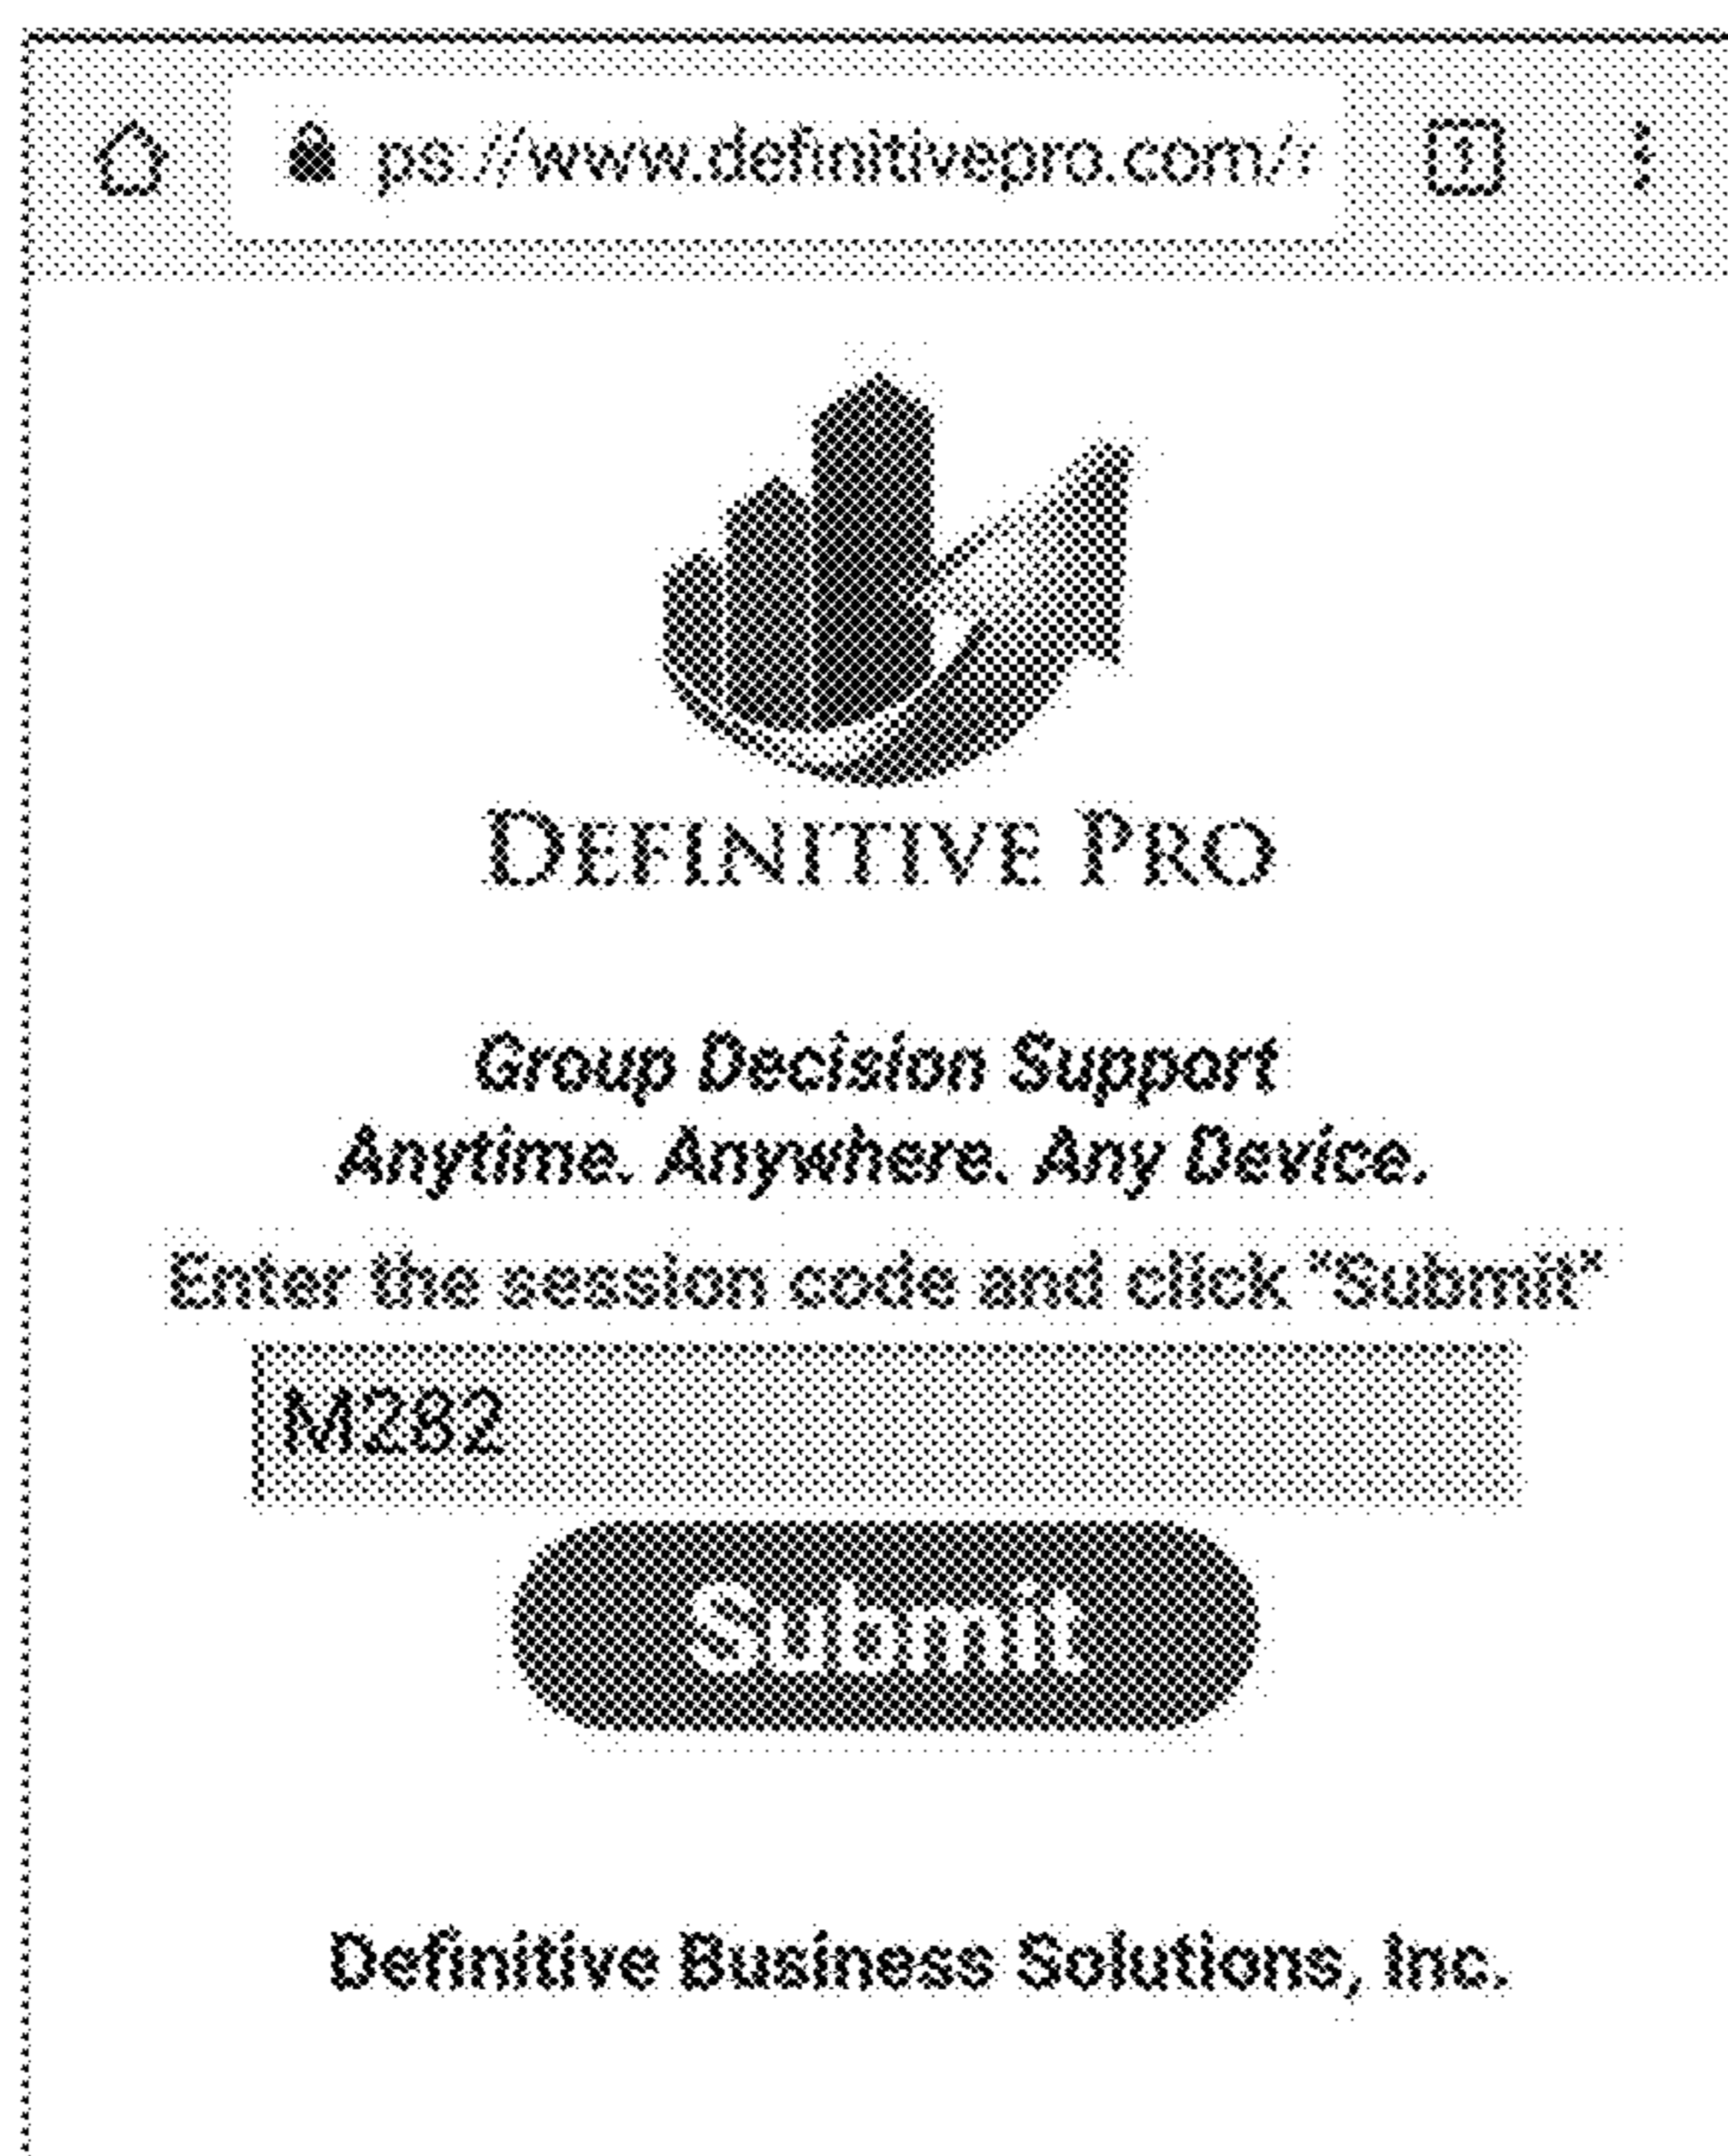 ps://www.definitivepro.com/r
1
DEFINITIVE PRO
Group Decision Support
Anytime. Anywhere. Any Device.
Enter the session code and click "Submit"
M282
Submit
Definitive Business Solutions, Inc.